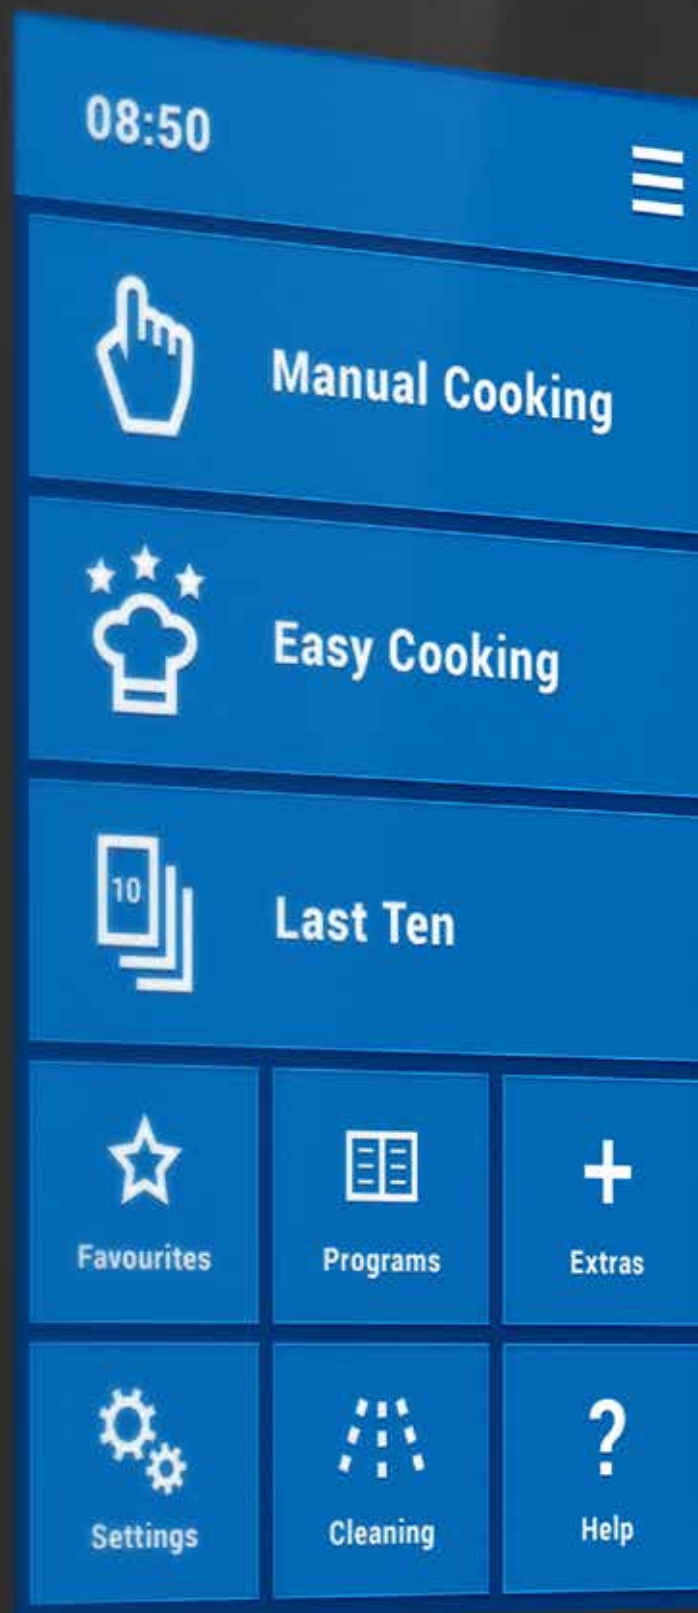 08:50
Manual Cooking
Easy Cooking
10
Last Ten
Favourites
Programs
Extras
Settings
Cleaning
?
Help